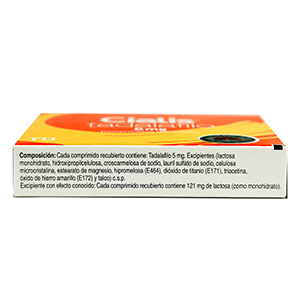 Cialis
tadalafilo
5 mg
Composición: Cada comprimido recubierto contiene: Tadalafilo 5 mg. Excipientes (lactosa
monohidrato, hidroxipropilcelulosa, croscarmelosa de sodio, lauril sulfato de sodio, celulosa
microcristalina, estearato de magnesio, hipromelosa (E464), dióxido de titanio (E171), triacetina,
óxido de hierro amarillo (E172) y talco) c.s.p.
Excipiente con efecto conocido: Cada comprimido recubierto contiene 121 mg de lactosa (como monohidrato).